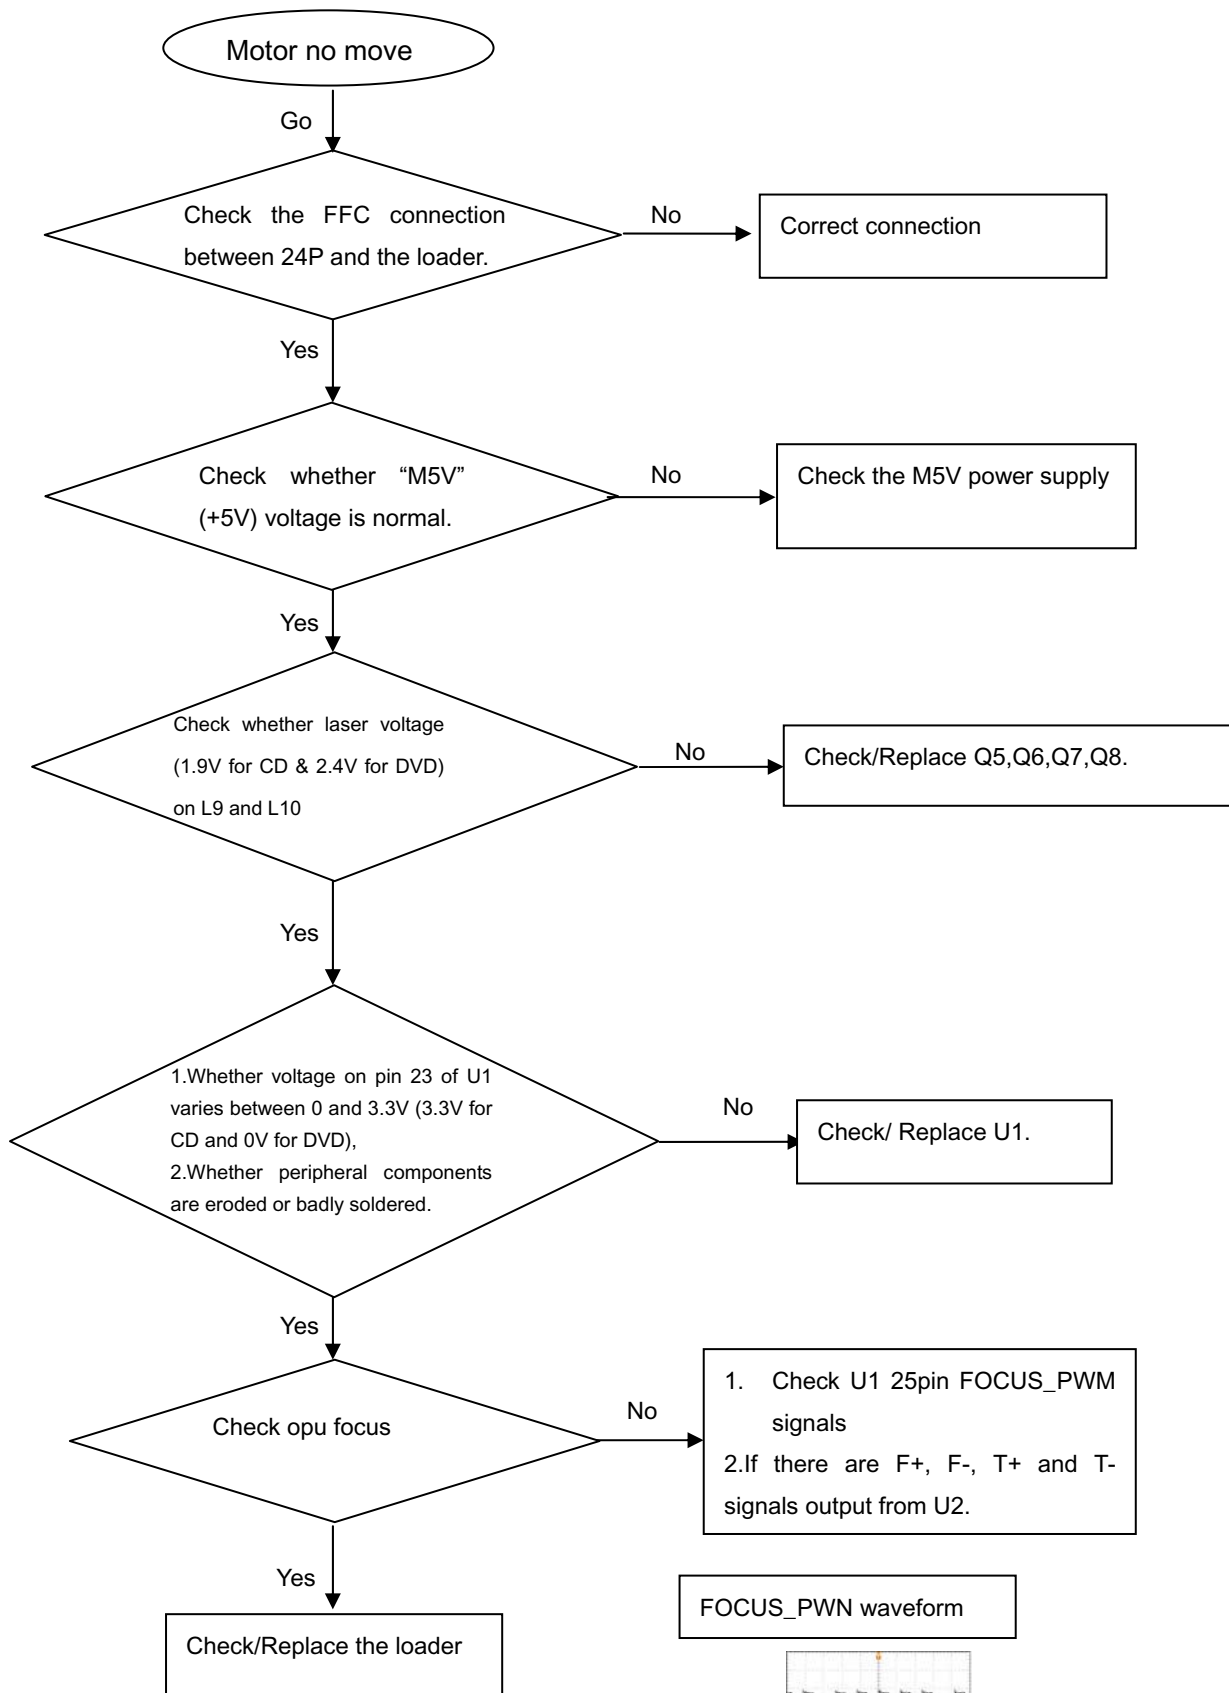 Motor no move
Go
Check the FFC connection
between 24P and the loader.
No
Correct connection
Yes
Check whether “M5V”
(+5V) voltage is normal.
No
Check the M5V power supply
Yes
Check whether laser voltage
(1.9V for CD & 2.4V for DVD)
on L9 and L10
No
Check/Replace Q5,Q6,Q7,Q8.
Yes
1.Whether voltage on pin 23 of U1
varies between 0 and 3.3V (3.3V for
CD and 0V for DVD),
2.Whether peripheral components
are eroded or badly soldered.
No
Check/ Replace U1.
Yes
Check opu focus
No
1. Check U1 25pin FOCUS_PWM
signals
2.If there are F+, F-, T+ and T-
signals output from U2.
Yes
Check/Replace the loader
FOCUS_PWN waveform